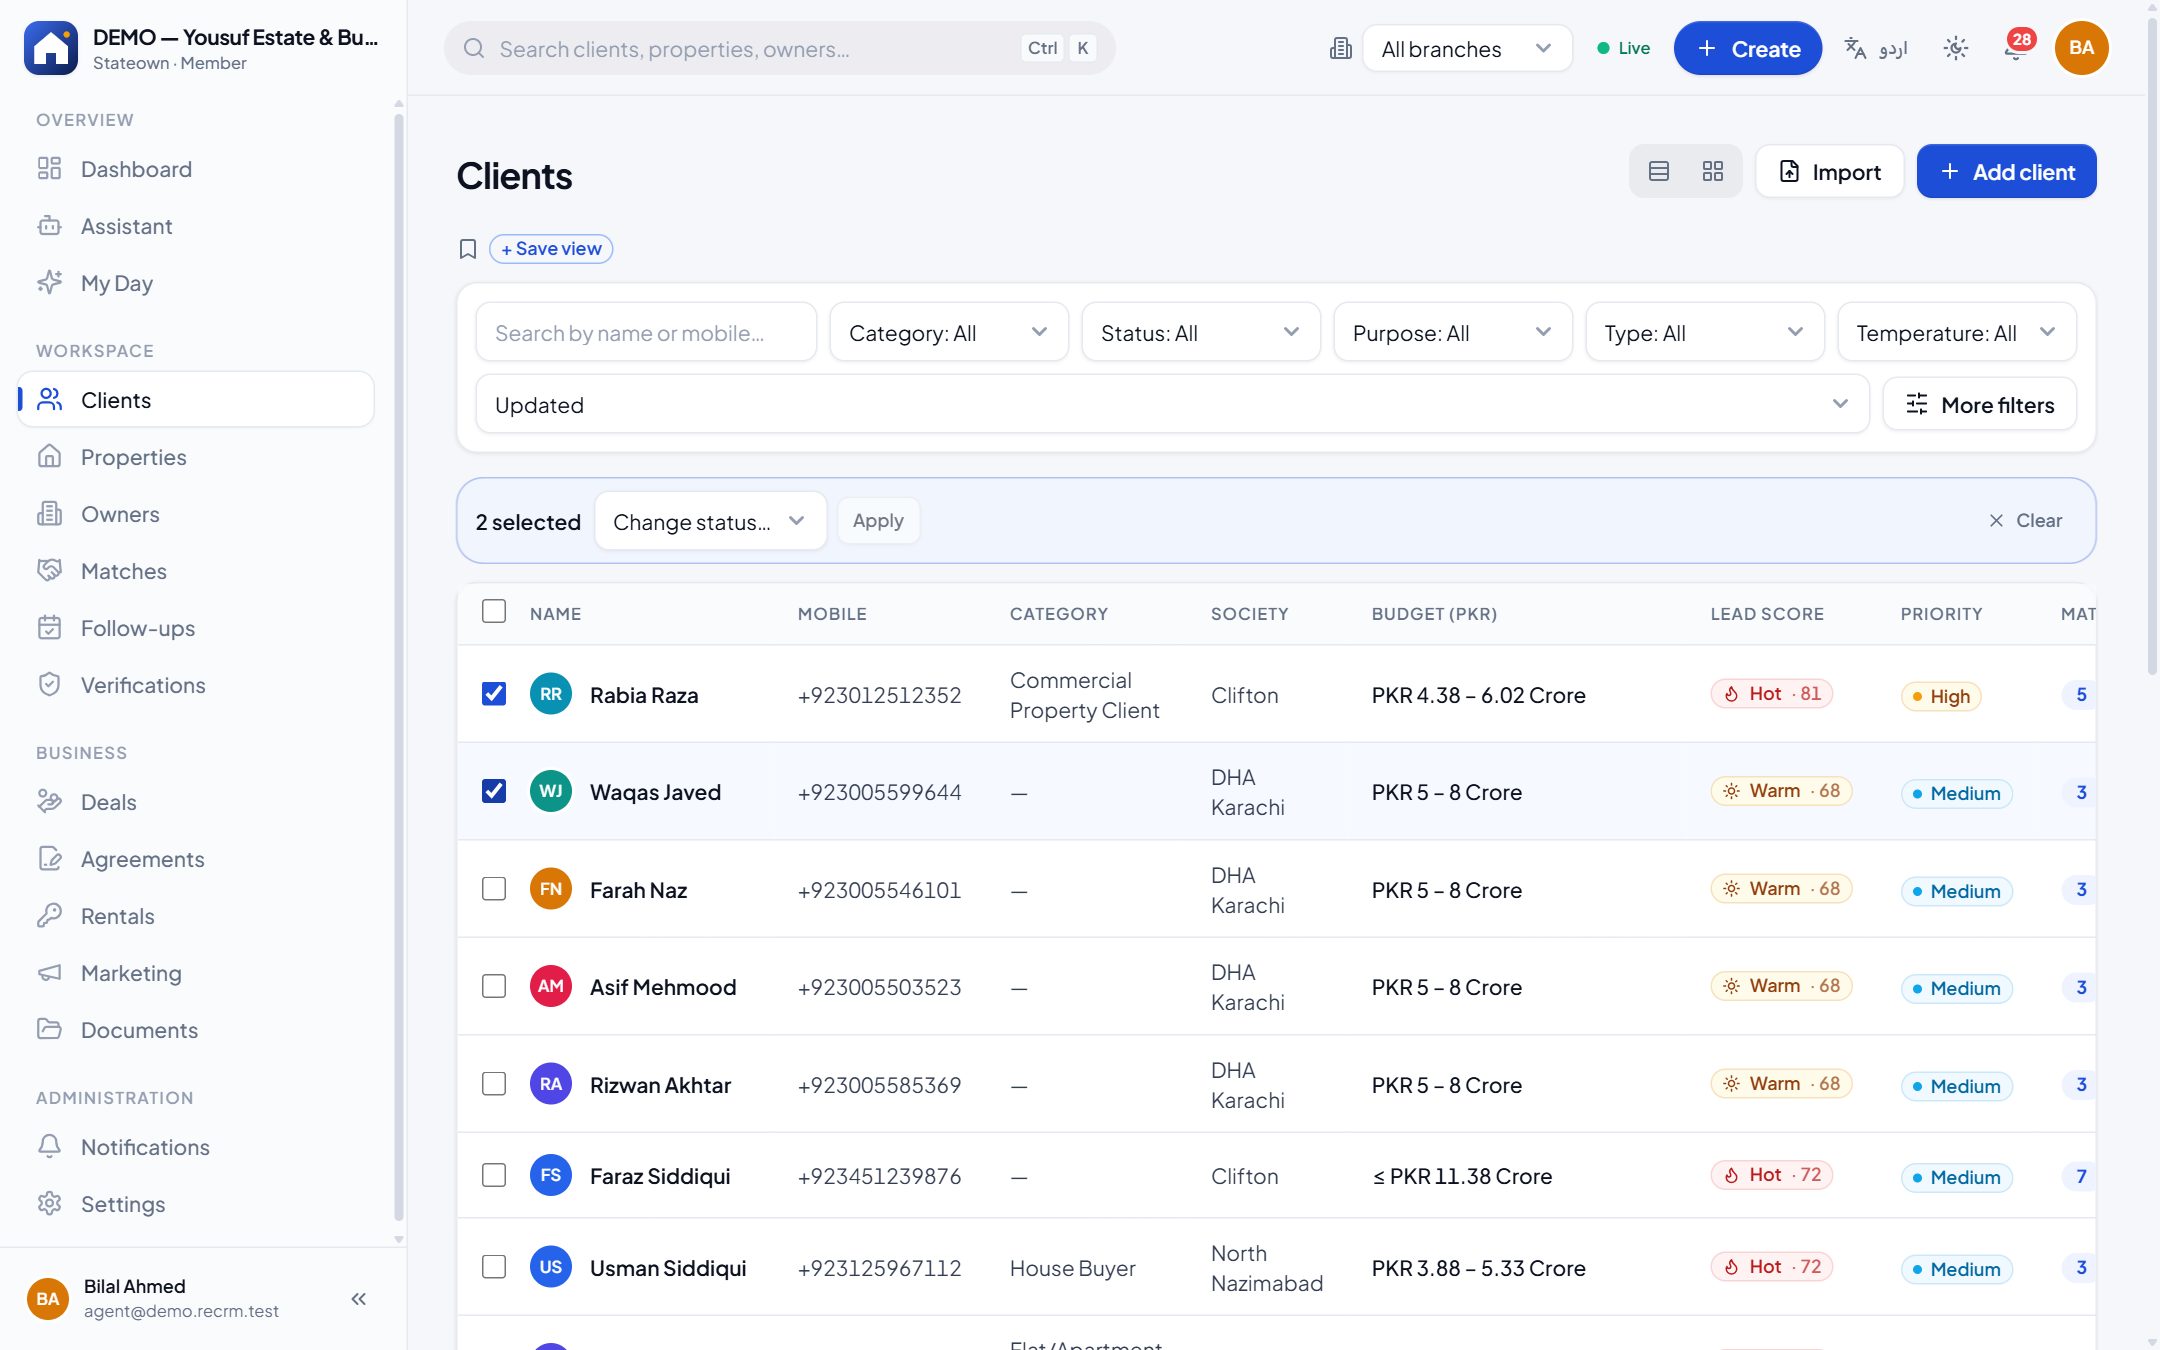 DEMO — Yousuf Estate & Bu...
Stateown · Member
OVERVIEW
Dashboard
Assistant
My Day
WORKSPACE
Clients
Properties
Owners
Matches
Follow-ups
Verifications
BUSINESS
Deals
Agreements
Rentals
Marketing
Documents
ADMINISTRATION
Notifications
Settings
BA
Bilal Ahmed
agent@demo.recrm.test
Search clients, properties, owners... Ctrl K
All branches
Live
+ Create
اردو
28
BA
Clients
Import
+ Add client
+ Save view
Search by name or mobile... Category: All Status: All Purpose: All Type: All Temperature: All
Updated More filters
2 selected Change status... Apply Clear
NAME MOBILE CATEGORY SOCIETY BUDGET (PKR) LEAD SCORE PRIORITY MAT
RR Rabia Raza +923012512352 Commercial Property Client Clifton PKR 4.38 – 6.02 Crore Hot · 81 High 5
WJ Waqas Javed +923005599644 — DHA Karachi PKR 5 – 8 Crore Warm · 68 Medium 3
FN Farah Naz +923005546101 — DHA Karachi PKR 5 – 8 Crore Warm · 68 Medium 3
AM Asif Mehmood +923005503523 — DHA Karachi PKR 5 – 8 Crore Warm · 68 Medium 3
RA Rizwan Akhtar +923005585369 — DHA Karachi PKR 5 – 8 Crore Warm · 68 Medium 3
FS Faraz Siddiqui +923451239876 — Clifton ≤ PKR 11.38 Crore Hot · 72 Medium 7
US Usman Siddiqui +923125967112 House Buyer North Nazimabad PKR 3.88 – 5.33 Crore Hot · 72 Medium 3
Flat/Apartment